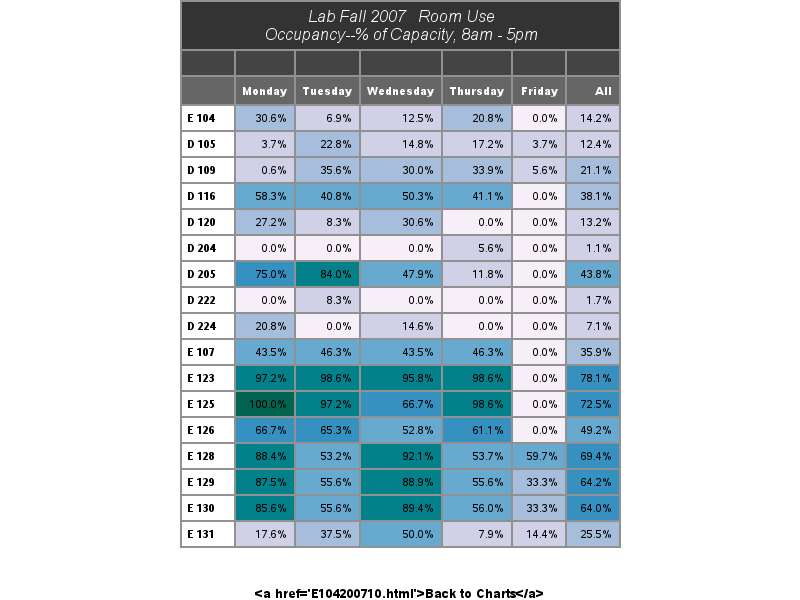 Lab Fall 2007   Room Use
Occupancy--% of Capacity, 8am - 5pm
Monday Tuesday Wednesday Thursday Friday All
E 104 30.6% 6.9% 12.5% 20.8% 0.0% 14.2%
D 105 3.7% 22.8% 14.8% 17.2% 3.7% 12.4%
D 109 0.6% 35.6% 30.0% 33.9% 5.6% 21.1%
D 116 58.3% 40.8% 50.3% 41.1% 0.0% 38.1%
D 120 27.2% 8.3% 30.6% 0.0% 0.0% 13.2%
D 204 0.0% 0.0% 0.0% 5.6% 0.0% 1.1%
D 205 75.0% 84.0% 47.9% 11.8% 0.0% 43.8%
D 222 0.0% 8.3% 0.0% 0.0% 0.0% 1.7%
D 224 20.8% 0.0% 14.6% 0.0% 0.0% 7.1%
E 107 43.5% 46.3% 43.5% 46.3% 0.0% 35.9%
E 123 97.2% 98.6% 95.8% 98.6% 0.0% 78.1%
E 125 100.0% 97.2% 66.7% 98.6% 0.0% 72.5%
E 126 66.7% 65.3% 52.8% 61.1% 0.0% 49.2%
E 128 88.4% 53.2% 92.1% 53.7% 59.7% 69.4%
E 129 87.5% 55.6% 88.9% 55.6% 33.3% 64.2%
E 130 85.6% 55.6% 89.4% 56.0% 33.3% 64.0%
E 131 17.6% 37.5% 50.0% 7.9% 14.4% 25.5%
<a href='E104200710.html'>Back to Charts</a>